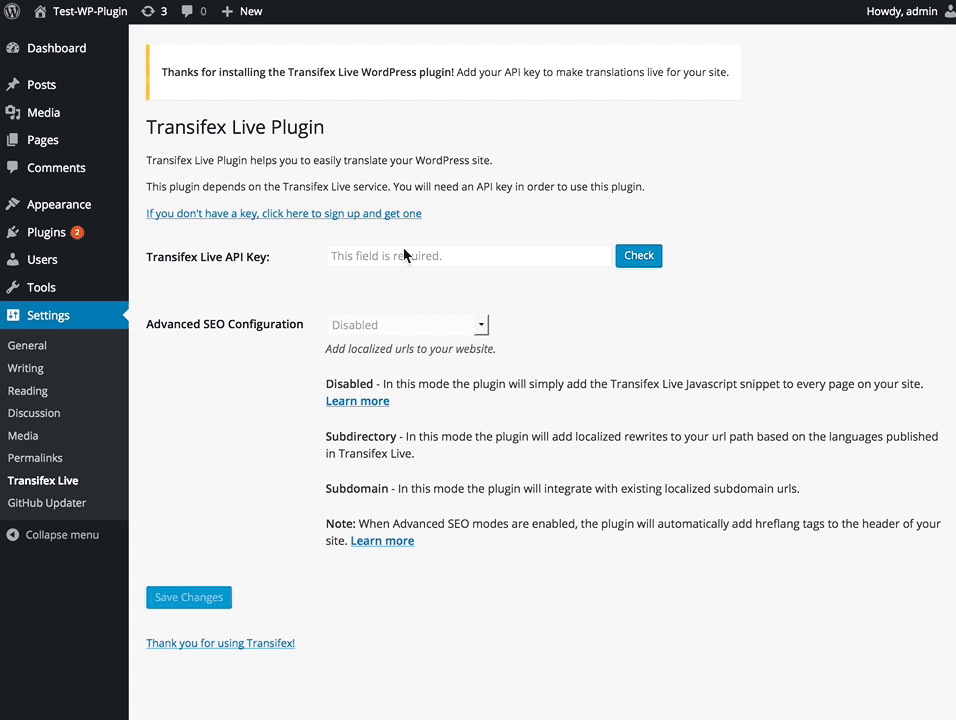 Test-WP-Plugin 3 0 New Howdy, admin
Dashboard
Posts
Media
Pages
Comments
Appearance
Plugins 2
Users
Tools
Settings
General
Writing
Reading
Discussion
Media
Permalinks
Transifex Live
GitHub Updater
Collapse menu
Thanks for installing the Transifex Live WordPress plugin! Add your API key to make translations live for your site.
Transifex Live Plugin
Transifex Live Plugin helps you to easily translate your WordPress site.
This plugin depends on the Transifex Live service. You will need an API key in order to use this plugin.
If you don't have a key, click here to sign up and get one
Transifex Live API Key: This field is required. Check
Advanced SEO Configuration Disabled
Add localized urls to your website.
Disabled - In this mode the plugin will simply add the Transifex Live Javascript snippet to every page on your site.
Learn more
Subdirectory - In this mode the plugin will add localized rewrites to your url path based on the languages published
in Transifex Live.
Subdomain - In this mode the plugin will integrate with existing localized subdomain urls.
Note: When Advanced SEO modes are enabled, the plugin will automatically add hreflang tags to the header of your
site. Learn more
Save Changes
Thank you for using Transifex!